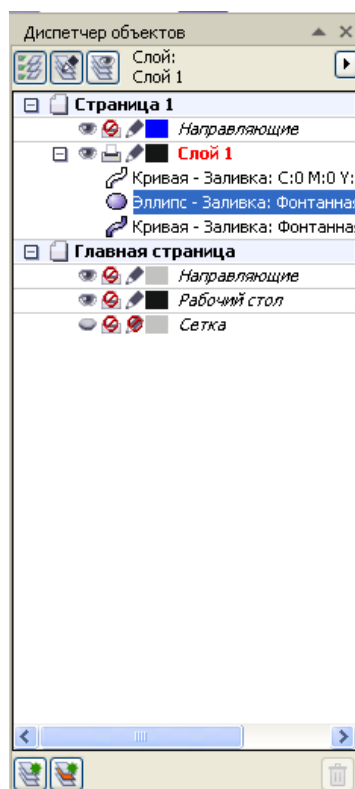 Диспетчер объектов
Слой:
Слой 1
Страница 1
Направляющие
Слой 1
Кривая - Заливка: C:0 M:0 Y:
Эллипс - Заливка: Фонтанная
Кривая - Заливка: Фонтанна
Главная страница
Направляющие
Рабочий стол
Сетка